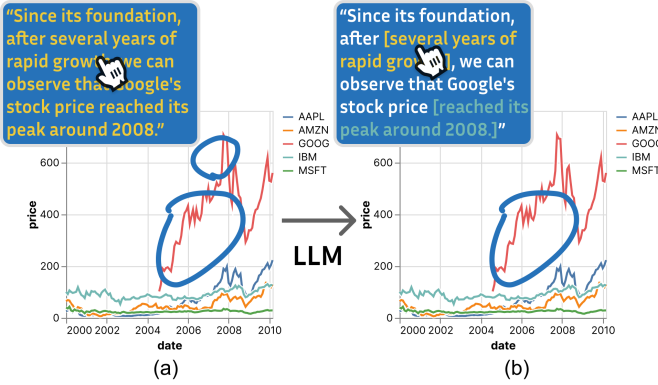 “Since its foundation,
after several years of
rapid growth, we can
observe that Google's
stock price reached its
peak around 2008.”
600
400
200
0
price
2000 2002 2004 2006 2008 2010
date
AAPL
AMZN
GOOG
IBM
MSFT
(a)
LLM
“Since its foundation,
after [several years of
rapid growth], we can
observe that Google's
stock price [reached its
peak around 2008.]”
600
400
200
0
price
2000 2002 2004 2006 2008 2010
date
AAPL
AMZN
GOOG
IBM
MSFT
(b)